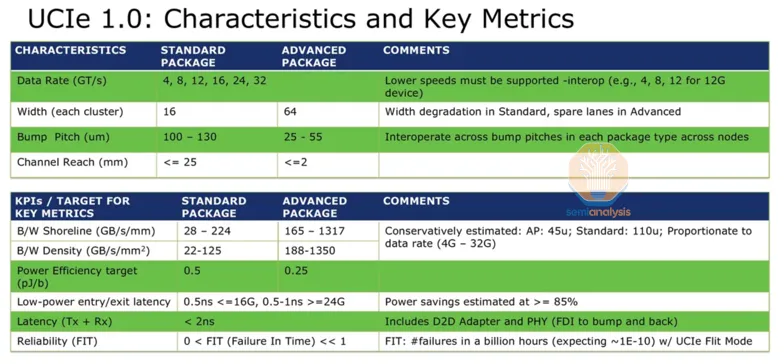 UCIe 1.0: Characteristics and Key Metrics
CHARACTERISTICS STANDARD PACKAGE ADVANCED PACKAGE COMMENTS
Data Rate (GT/s) 4, 8, 12, 16, 24, 32 Lower speeds must be supported -interop (e.g., 4, 8, 12 for 12G device)
Width (each cluster) 16 64 Width degradation in Standard, spare lanes in Advanced
Bump Pitch (um) 100 – 130 25 - 55 Interoperate across bump pitches in each package type across nodes
Channel Reach (mm) <= 25 <=2
semianalysis
KPIs / TARGET FOR KEY METRICS STANDARD PACKAGE ADVANCED PACKAGE COMMENTS
B/W Shoreline (GB/s/mm) 28 – 224 165 – 1317 Conservatively estimated: AP: 45u; Standard: 110u; Proportionate to data rate (4G – 32G)
B/W Density (GB/s/mm²) 22-125 188-1350
Power Efficiency target (pJ/b) 0.5 0.25
Low-power entry/exit latency 0.5ns <=16G, 0.5-1ns >=24G Power savings estimated at >= 85%
Latency (Tx + Rx) < 2ns Includes D2D Adapter and PHY (FDI to bump and back)
Reliability (FIT) 0 < FIT (Failure In Time) << 1 FIT: #failures in a billion hours (expecting ~1E-10) w/ UCIe Flit Mode